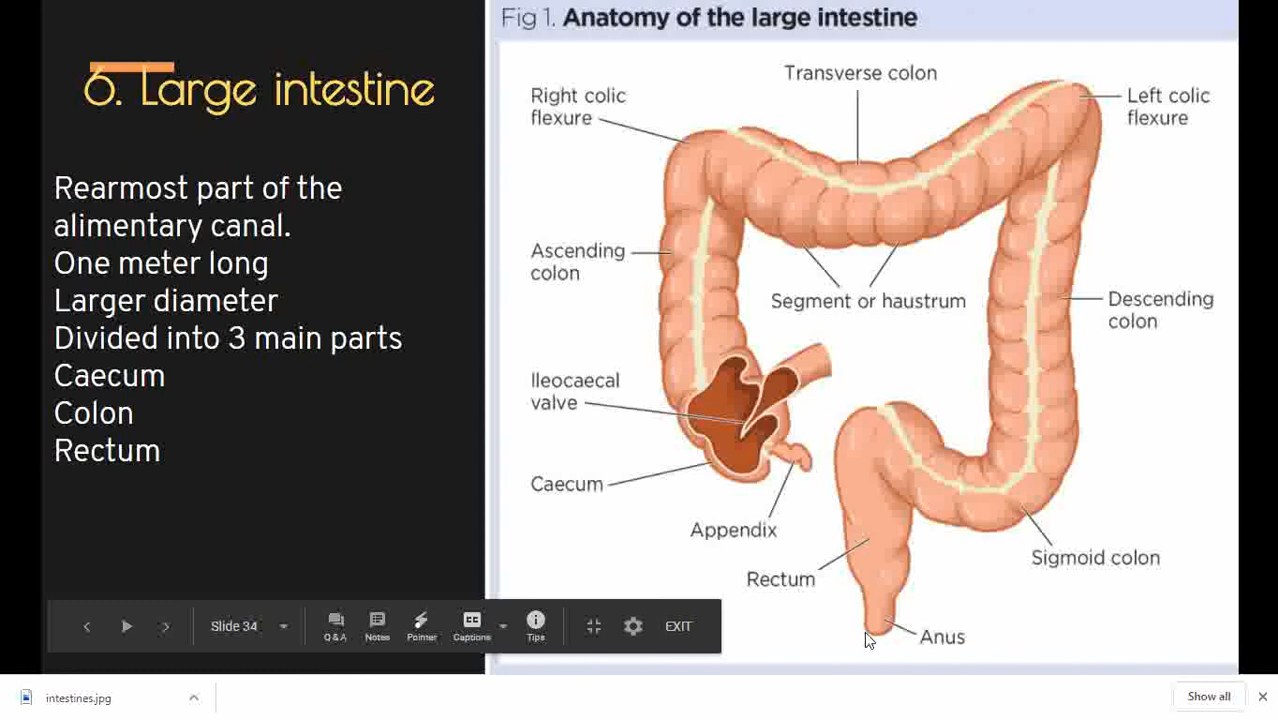 6. Large intestine
Rearmost part of the
alimentary canal.
One meter long
Larger diameter
Divided into 3 main parts
Caecum
Colon
Rectum
Fig 1. Anatomy of the large intestine
Transverse colon
Right colic
flexure
Left colic
flexure
Ascending
colon
Segment or haustrum
Descending
colon
Ileocaecal
valve
Caecum
Appendix
Rectum
Sigmoid colon
Anus
Slide 34
Q & A
Notes
Pointer
CC
Captions
Tips
EXIT
intestines.jpg
Show all